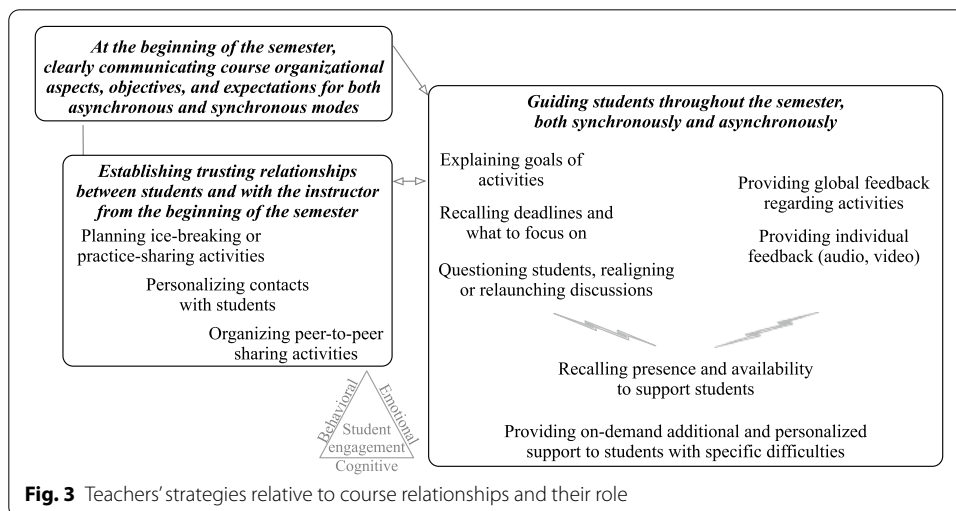 At the beginning of the semester,
clearly communicating course organizational
aspects, objectives, and expectations for both
asynchronous and synchronous modes
Establishing trusting relationships
between students and with the instructor
from the beginning of the semester
Planning ice-breaking or
practice-sharing activities
Personalizing contacts
with students
Organizing peer-to-peer
sharing activities
Guiding students throughout the semester,
both synchronously and asynchronously
Explaining goals of
activities
Recalling deadlines and
what to focus on
Questioning students, realigning
or relaunching discussions
Providing global feedback
regarding activities
Providing individual
feedback (audio, video)
Recalling presence and availability
to support students
Providing on-demand additional and personalized
support to students with specific difficulties
Behavioral
Emotional
Student
engagement
Cognitive
Fig. 3 Teachers' strategies relative to course relationships and their role